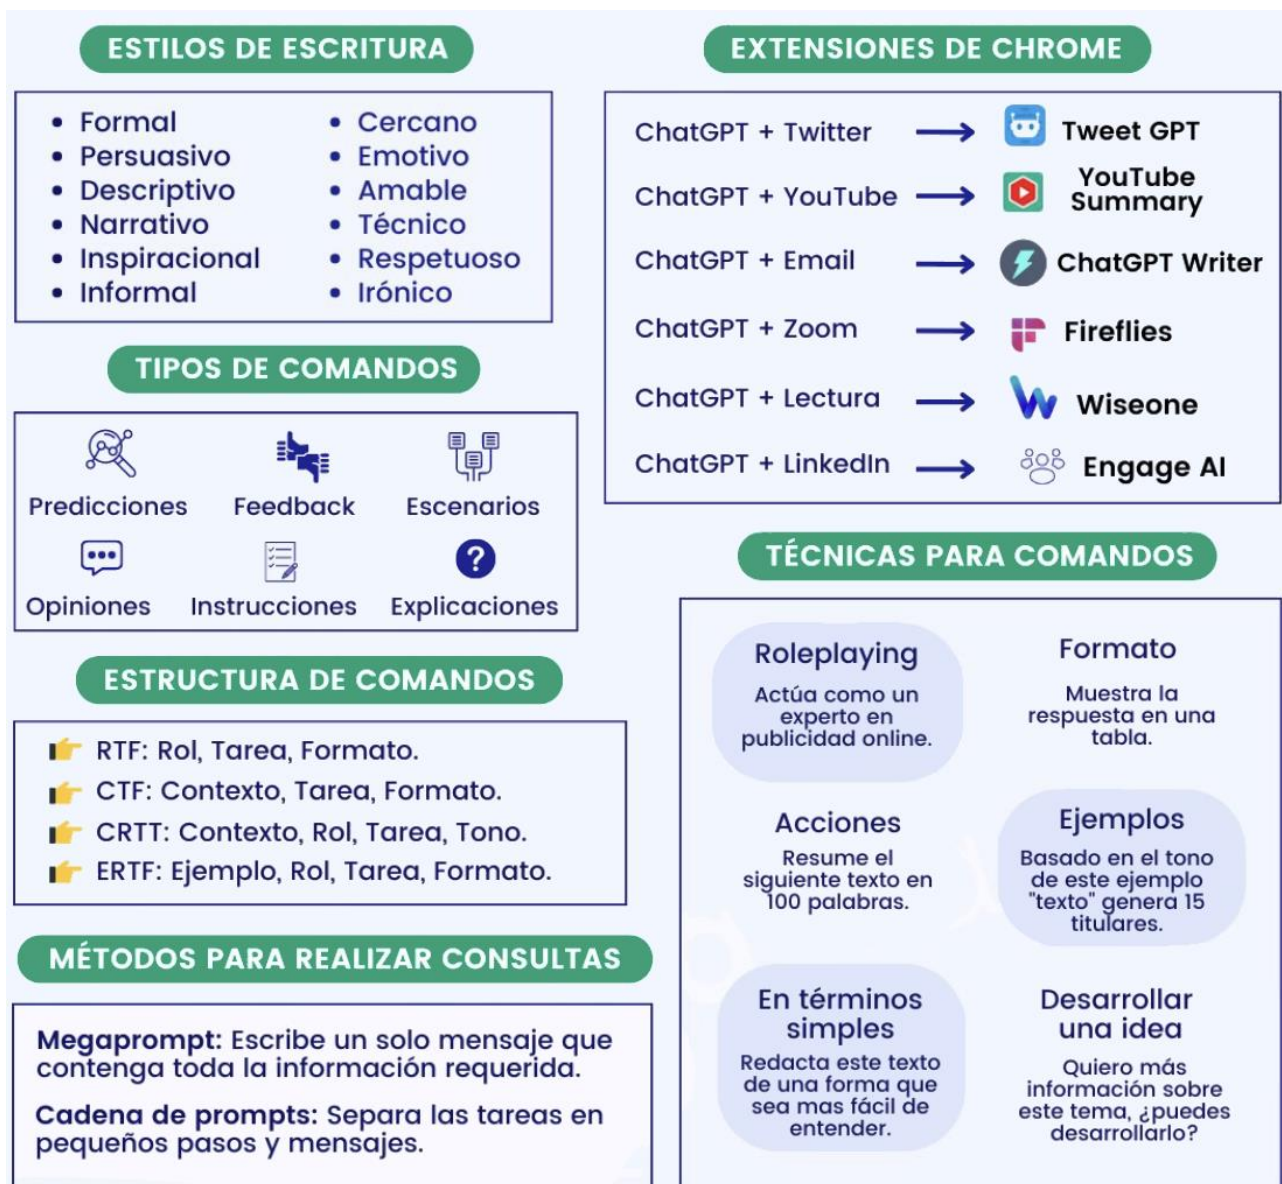 ESTILOS DE ESCRITURA
Formal
Persuasivo
Descriptivo
Narrativo
Inspiracional
Informal
Cercano
Emotivo
Amable
Técnico
Respetuoso
Irónico
TIPOS DE COMANDOS
Predicciones
Feedback
Escenarios
Opiniones
Instrucciones
Explicaciones
ESTRUCTURA DE COMANDOS
RTF: Rol, Tarea, Formato.
CTF: Contexto, Tarea, Formato.
CRTT: Contexto, Rol, Tarea, Tono.
ERTF: Ejemplo, Rol, Tarea, Formato.
MÉTODOS PARA REALIZAR CONSULTAS
Megaprompt: Escribe un solo mensaje que
contenga toda la información requerida.
Cadena de prompts: Separa las tareas en
pequeños pasos y mensajes.
EXTENSIONES DE CHROME
ChatGPT + Twitter Tweet GPT
ChatGPT + YouTube YouTube
Summary
ChatGPT + Email ChatGPT Writer
ChatGPT + Zoom Fireflies
ChatGPT + Lectura Wiseone
ChatGPT + LinkedIn Engage AI
TÉCNICAS PARA COMANDOS
Roleplaying
Actúa como un
experto en
publicidad online.
Formato
Muestra la
respuesta en una
tabla.
Acciones
Resume el
siguiente texto en
100 palabras.
Ejemplos
Basado en el tono
de este ejemplo
"texto" genera 15
titulares.
En términos
simples
Redacta este texto
de una forma que
sea mas fácil de
entender.
Desarrollar
una idea
Quiero más
información sobre
este tema, ¿puedes
desarrollarlo?